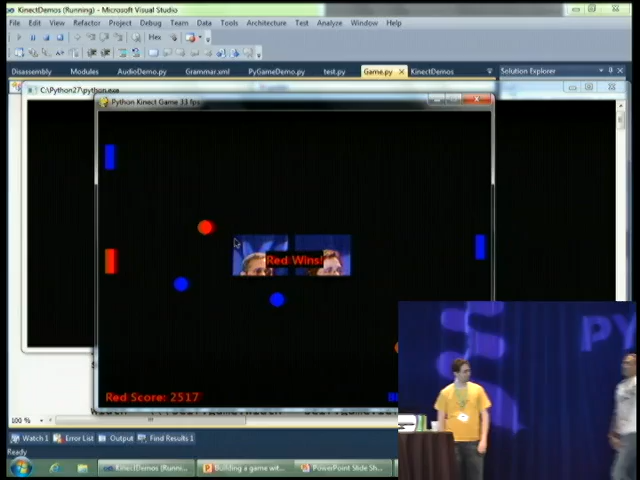 KinectDemos (Running) - Microsoft Visual Studio
File Edit View Refactor Project Debug Team Data Tools Architecture Test Analyze Window Help
Hex
Disassembly Modules AudioDemo.py Grammar.xml PyGameDemo.py test.py Game.py KinectDemos Solution Explorer
C:\Python27\python.exe
Python Kinect Game 33 fps
Red Wins!
Red Score: 2517
PY
100 %
Watch 1 Error List Output Find Results 1
Ready
KinectDemos (Runni... Building a game wit... PowerPoint Slide Sh...